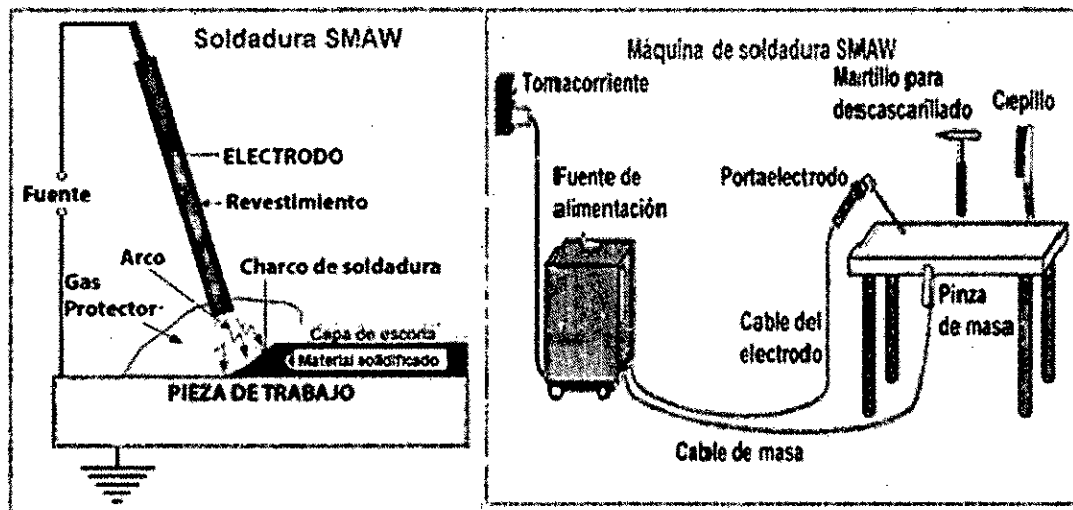 Soldadura SMAW
ELECTRODO
Fuente
Revestimiento
Arco
Charco de soldadura
Gas
Protector
Capa de escoria
Material solidificado
PIEZA DE TRABAJO
Máquina de soldadura SMAW
Tomacorriente
Martillo para
descascarillado
Cepillo
Fuente de
alimentación
Portaelectrodo
Pinza
de masa
Cable del
electrodo
Cable de masa